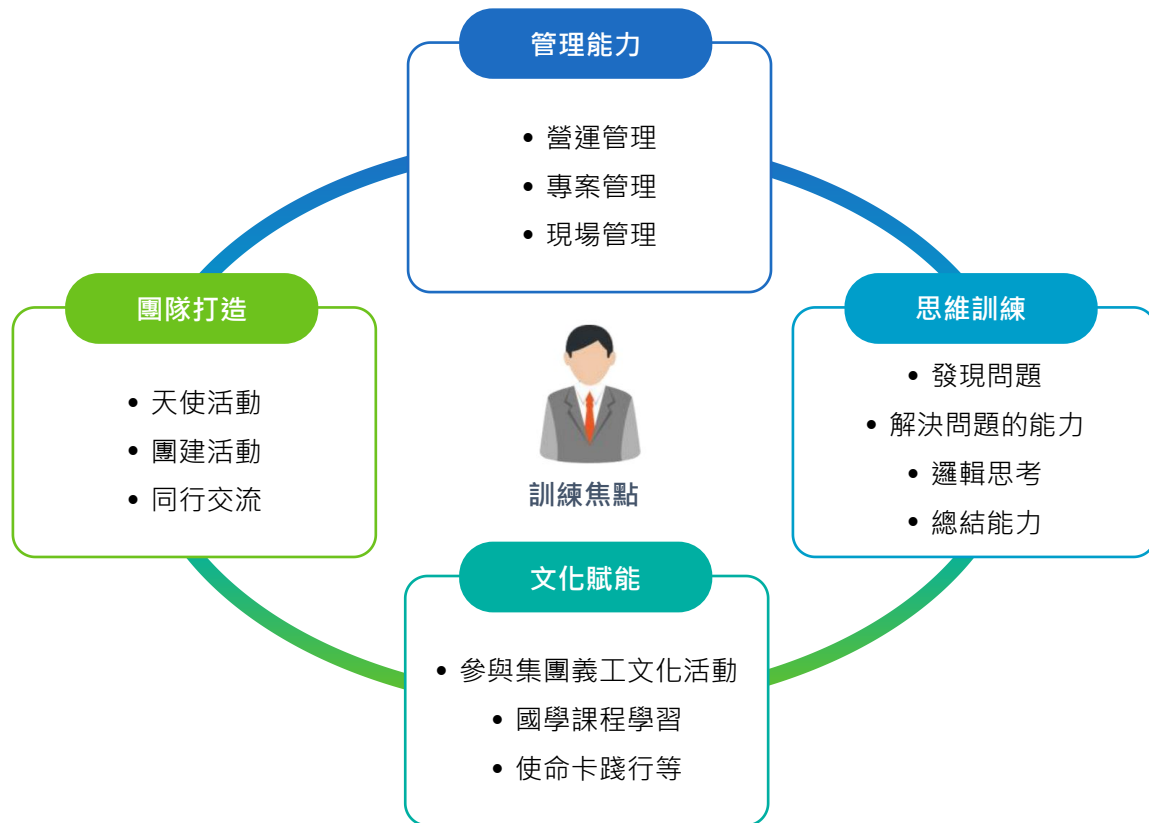 管理能力
• 營運管理
• 專案管理
• 現場管理
團隊打造
• 天使活動
• 團建活動
• 同行交流
思維訓練
• 發現問題
• 解決問題的能力
• 邏輯思考
• 總結能力
訓練焦點
文化賦能
• 參與集團義工文化活動
• 國學課程學習
• 使命卡踐行等